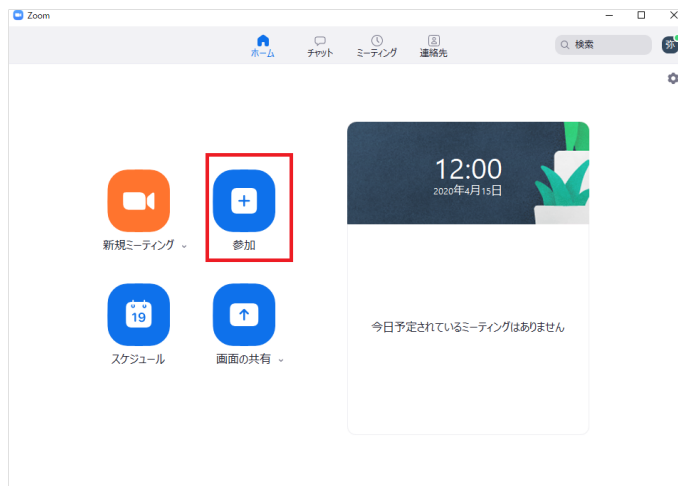 Zoom
ホーム
チャット
ミーティング
連絡先
検索
弥
12:00
2020年4月15日
新規ミーティング
参加
19
スケジュール
画面の共有
今日予定されているミーティングはありません